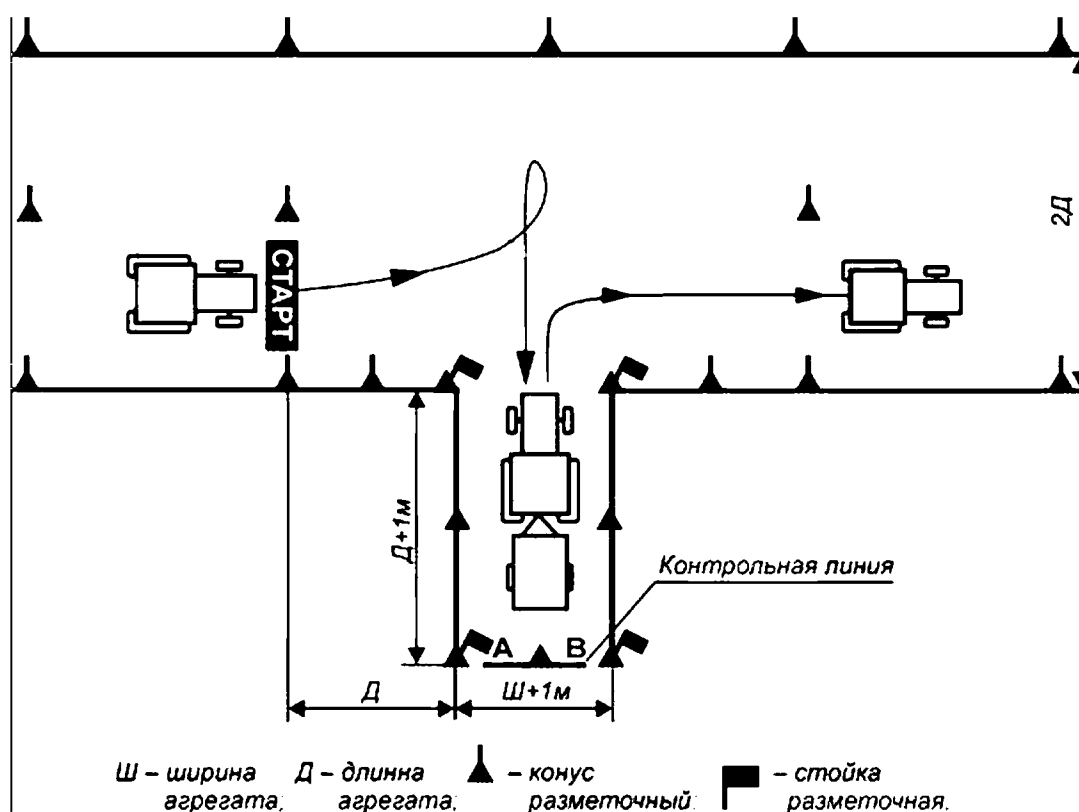 2Д
СТАРТ
Д+1м
Контрольная линия
А В
Д Ш+1м
Ш – ширина агрегата;
Д – длинна агрегата;
– конус разметочный;
– стойка разметочная.